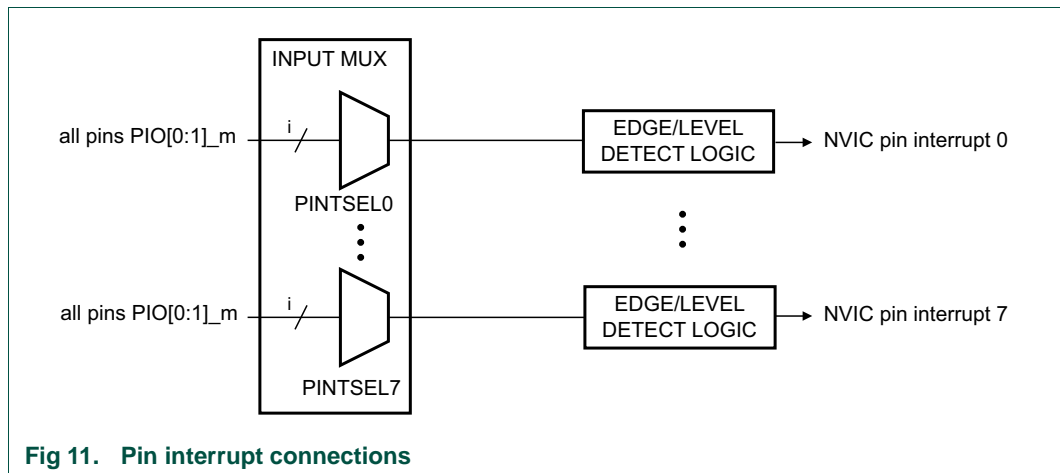 INPUT MUX
all pins PIO[0:1]_m
i
PINTSEL0
EDGE/LEVEL
DETECT LOGIC
NVIC pin interrupt 0
all pins PIO[0:1]_m
i
PINTSEL7
EDGE/LEVEL
DETECT LOGIC
NVIC pin interrupt 7
Fig 11. Pin interrupt connections